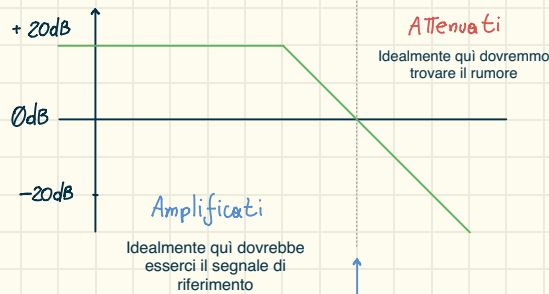 + 20dB
Attenuati
Idealmente quì dovremmo
trovare il rumore
0dB
-20dB
Amplificati
Idealmente quì dovrebbe
esserci il segnale di
riferimento